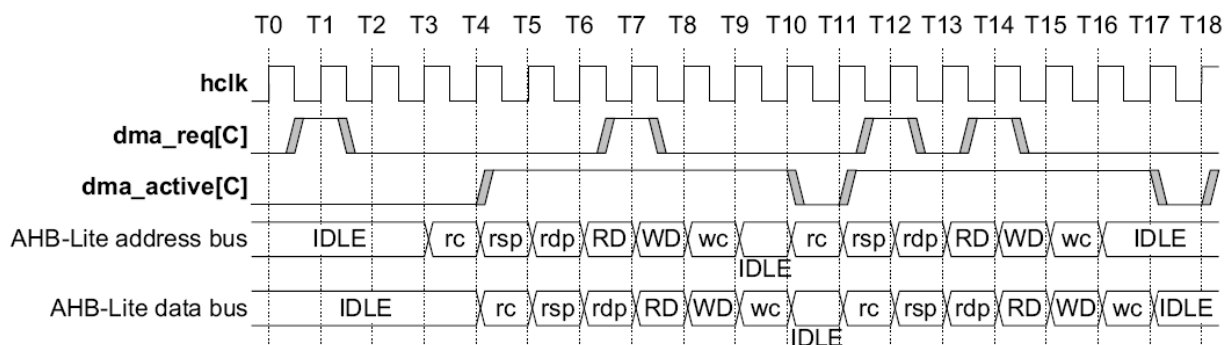 T0 T1 T2 T3 T4 T5 T6 T7 T8 T9 T10 T11 T12 T13 T14 T15 T16 T17 T18
hclk
dma_req[C]
dma_active[C]
AHB-Lite address bus IDLE rc rsp rdp RD WD wc IDLE rc rsp rdp RD WD wc IDLE
AHB-Lite data bus IDLE rc rsp rdp RD WD wc IDLE rc rsp rdp RD WD wc IDLE